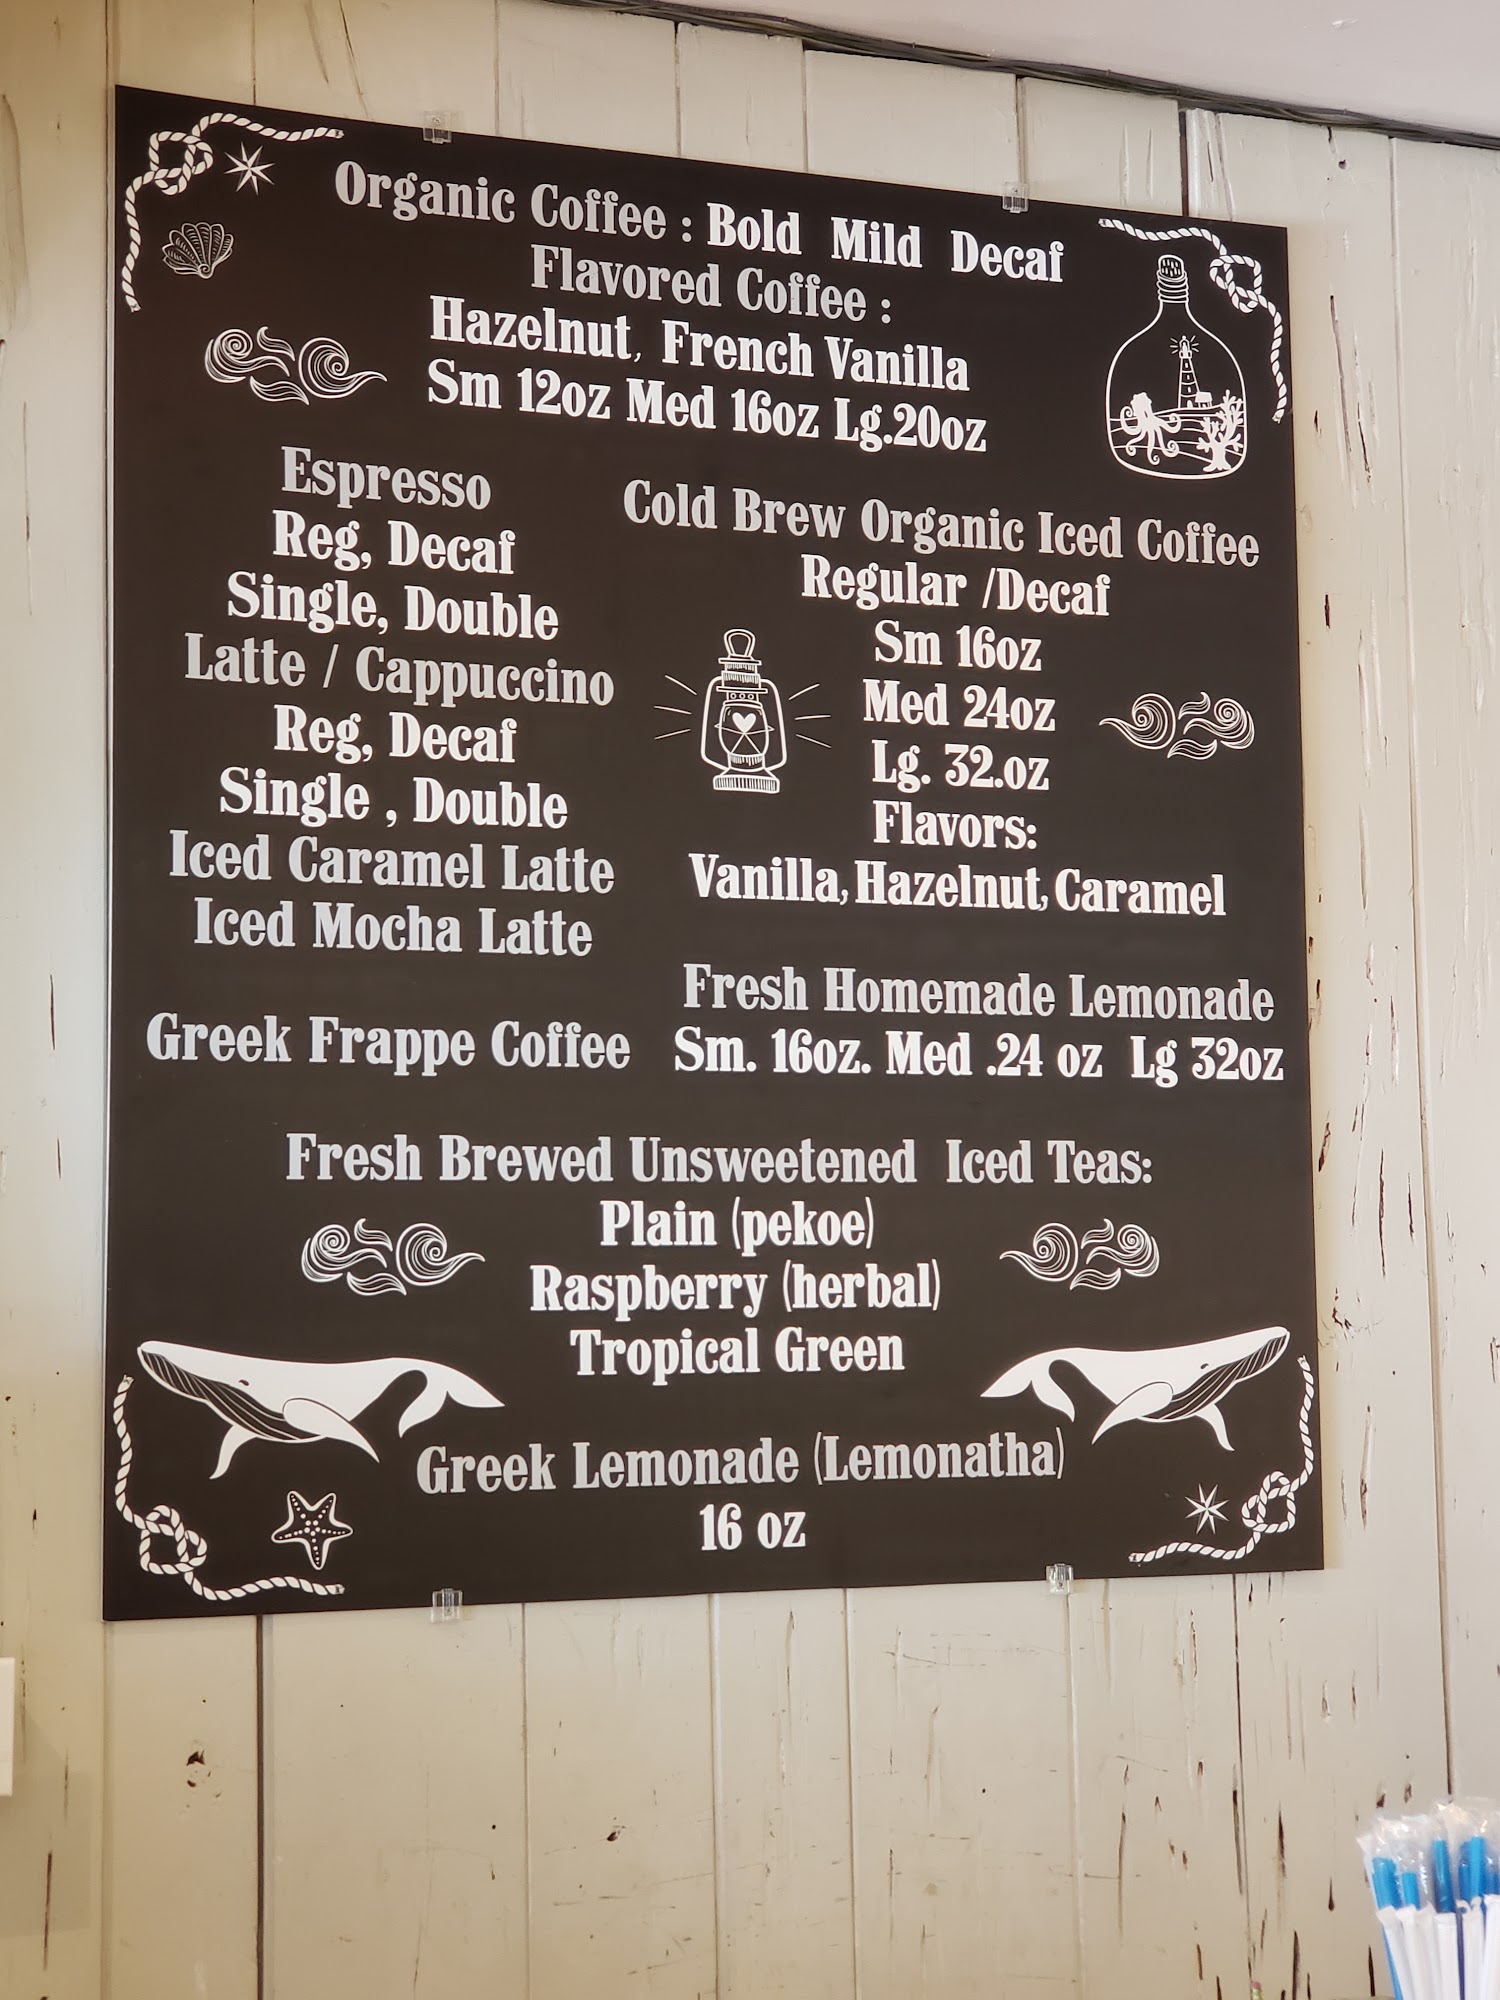 Organic Coffee : Bold Mild Decaf
Flavored Coffee :
Hazelnut, French Vanilla
Sm 12oz Med 16oz Lg.20oz
Espresso
Reg, Decaf
Single, Double
Latte / Cappuccino
Reg, Decaf
Single , Double
Iced Caramel Latte
Iced Mocha Latte
Greek Frappe Coffee
Cold Brew Organic Iced Coffee
Regular /Decaf
Sm 16oz
Med 24oz
Lg. 32.oz
Flavors:
Vanilla, Hazelnut, Caramel
Fresh Homemade Lemonade
Sm. 16oz. Med .24 oz Lg 32oz
Fresh Brewed Unsweetened Iced Teas:
Plain (pekoe)
Raspberry (herbal)
Tropical Green
Greek Lemonade (Lemonatha)
16 oz